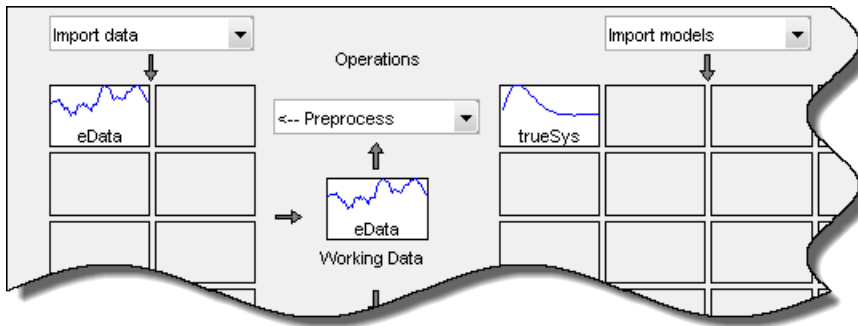 Import data
Operations
Import models
<-- Preprocess
eData
trueSys
eData
Working Data